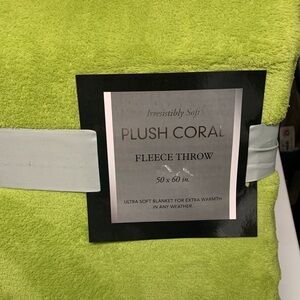 Irresistibly Soft
PLUSH CORAL
FLEECE THROW
50 x 60 in.
ULTRA SOFT BLANKET FOR EXTRA WARMTH
IN ANY WEATHER.